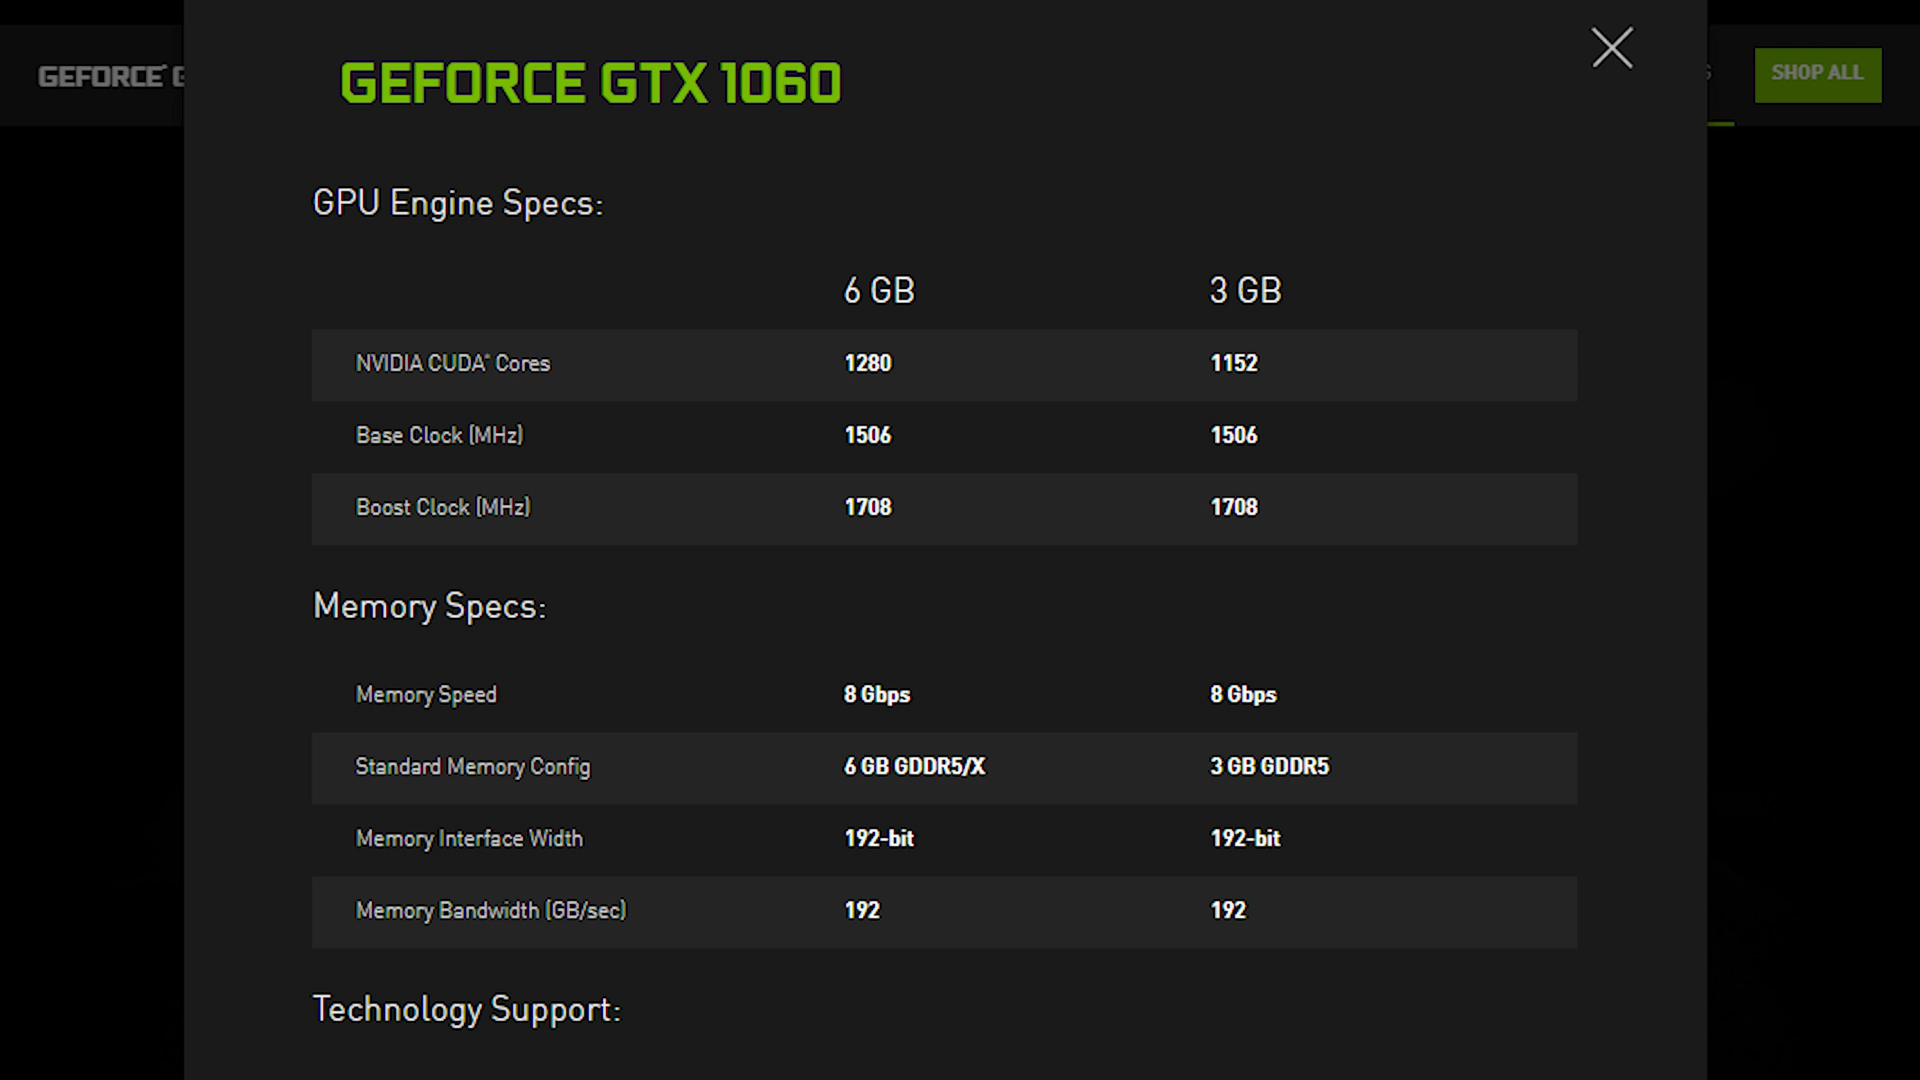 GEFORCE G
SHOP ALL
GEFORCE GTX 1060
GPU Engine Specs:
6 GB 3 GB
NVIDIA CUDA® Cores 1280 1152
Base Clock (MHz) 1506 1506
Boost Clock (MHz) 1708 1708
Memory Specs:
Memory Speed 8 Gbps 8 Gbps
Standard Memory Config 6 GB GDDR5/X 3 GB GDDR5
Memory Interface Width 192-bit 192-bit
Memory Bandwidth (GB/sec) 192 192
Technology Support: